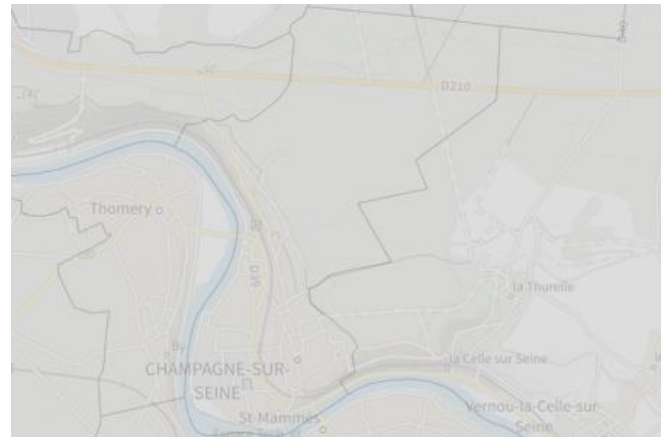 D210
Thomery
D39
la Thurelle
la Celle sur Seine
CHAMPAGNE-SUR-
SEINE
Vernou-la-Celle-sur-
Seine
St-Mammès